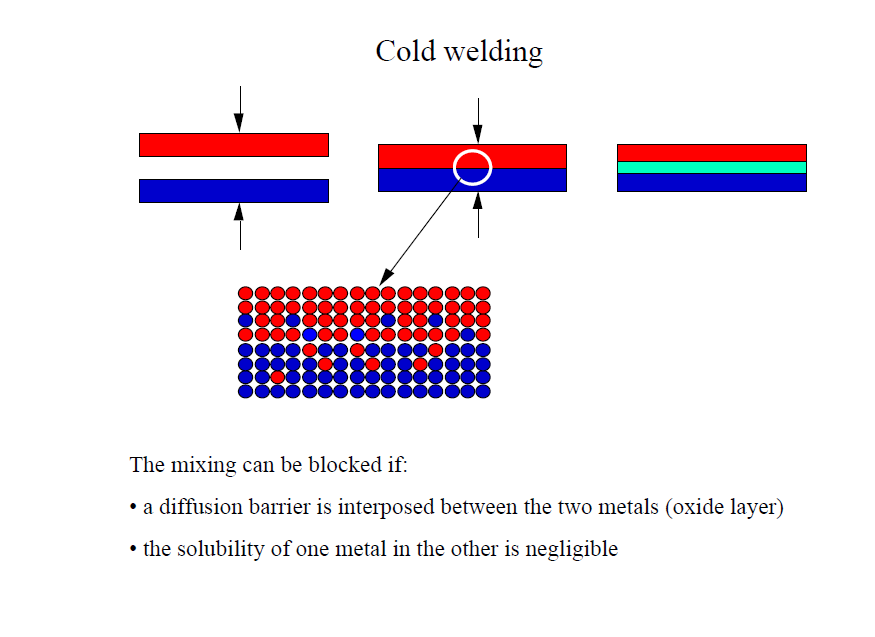 Cold welding
The mixing can be blocked if:
• a diffusion barrier is interposed between the two metals (oxide layer)
• the solubility of one metal in the other is negligible